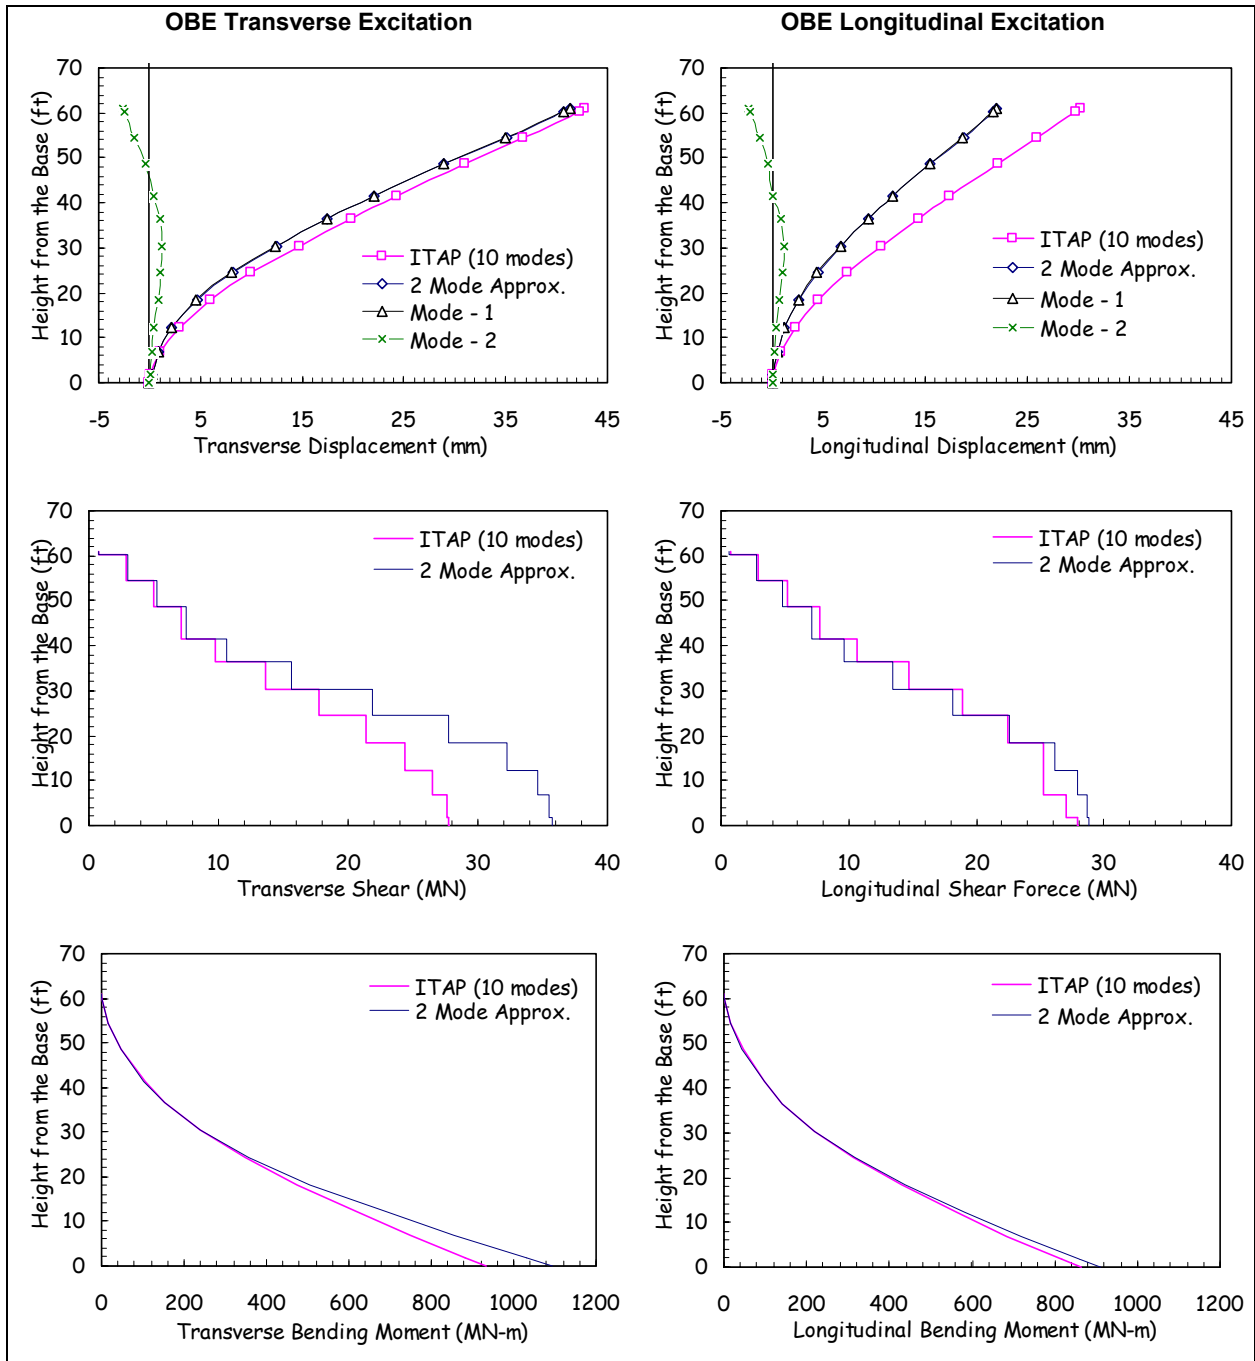 OBE Transverse Excitation
OBE Longitudinal Excitation
70
60
50
40
30
20
10
0
Height from the Base (ft)
ITAP (10 modes)
2 Mode Approx.
Mode - 1
Mode - 2
-5 5 15 25 35 45
Transverse Displacement (mm)
70
60
50
40
30
20
10
0
Height from the Base (ft)
ITAP (10 modes)
2 Mode Approx.
Mode - 1
Mode - 2
-5 5 15 25 35 45
Longitudinal Displacement (mm)
70
60
50
40
30
20
10
0
Height from the Base (ft)
ITAP (10 modes)
2 Mode Approx.
0 10 20 30 40
Transverse Shear (MN)
70
60
50
40
30
20
10
0
Height from the Base (ft)
ITAP (10 modes)
2 Mode Approx.
0 10 20 30 40
Longitudinal Shear Forece (MN)
70
60
50
40
30
20
10
0
Height from the Base (ft)
ITAP (10 modes)
2 Mode Approx.
0 200 400 600 800 1000 1200
Transverse Bending Moment (MN-m)
70
60
50
40
30
20
10
0
Height from the Base (ft)
ITAP (10 modes)
2 Mode Approx.
0 200 400 600 800 1000 1200
Longitudinal Bending Moment (MN-m)